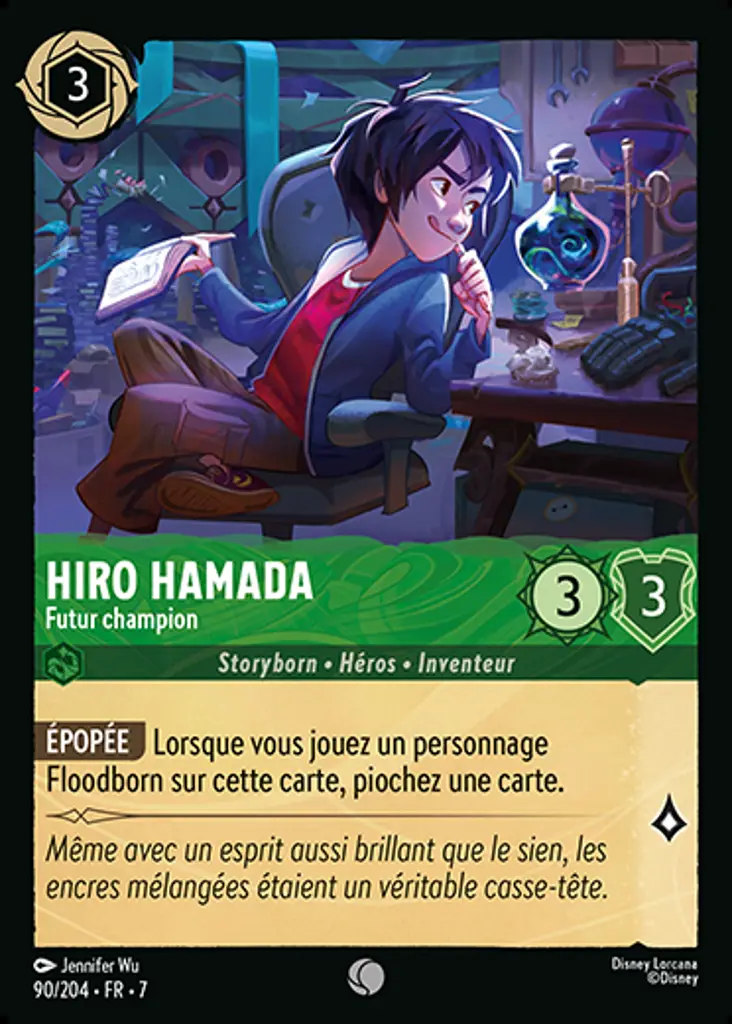 3
HIRO HAMADA
Futur champion
3
3
Storyborn • Héros • Inventeur
ÉPOPÉE Lorsque vous jouez un personnage
Floodborn sur cette carte, piochez une carte.
Même avec un esprit aussi brillant que le sien, les
encres mélangées étaient un véritable casse-tête.
Jennifer Wu
90/204 • FR • 7
Disney Lorcana
©Disney